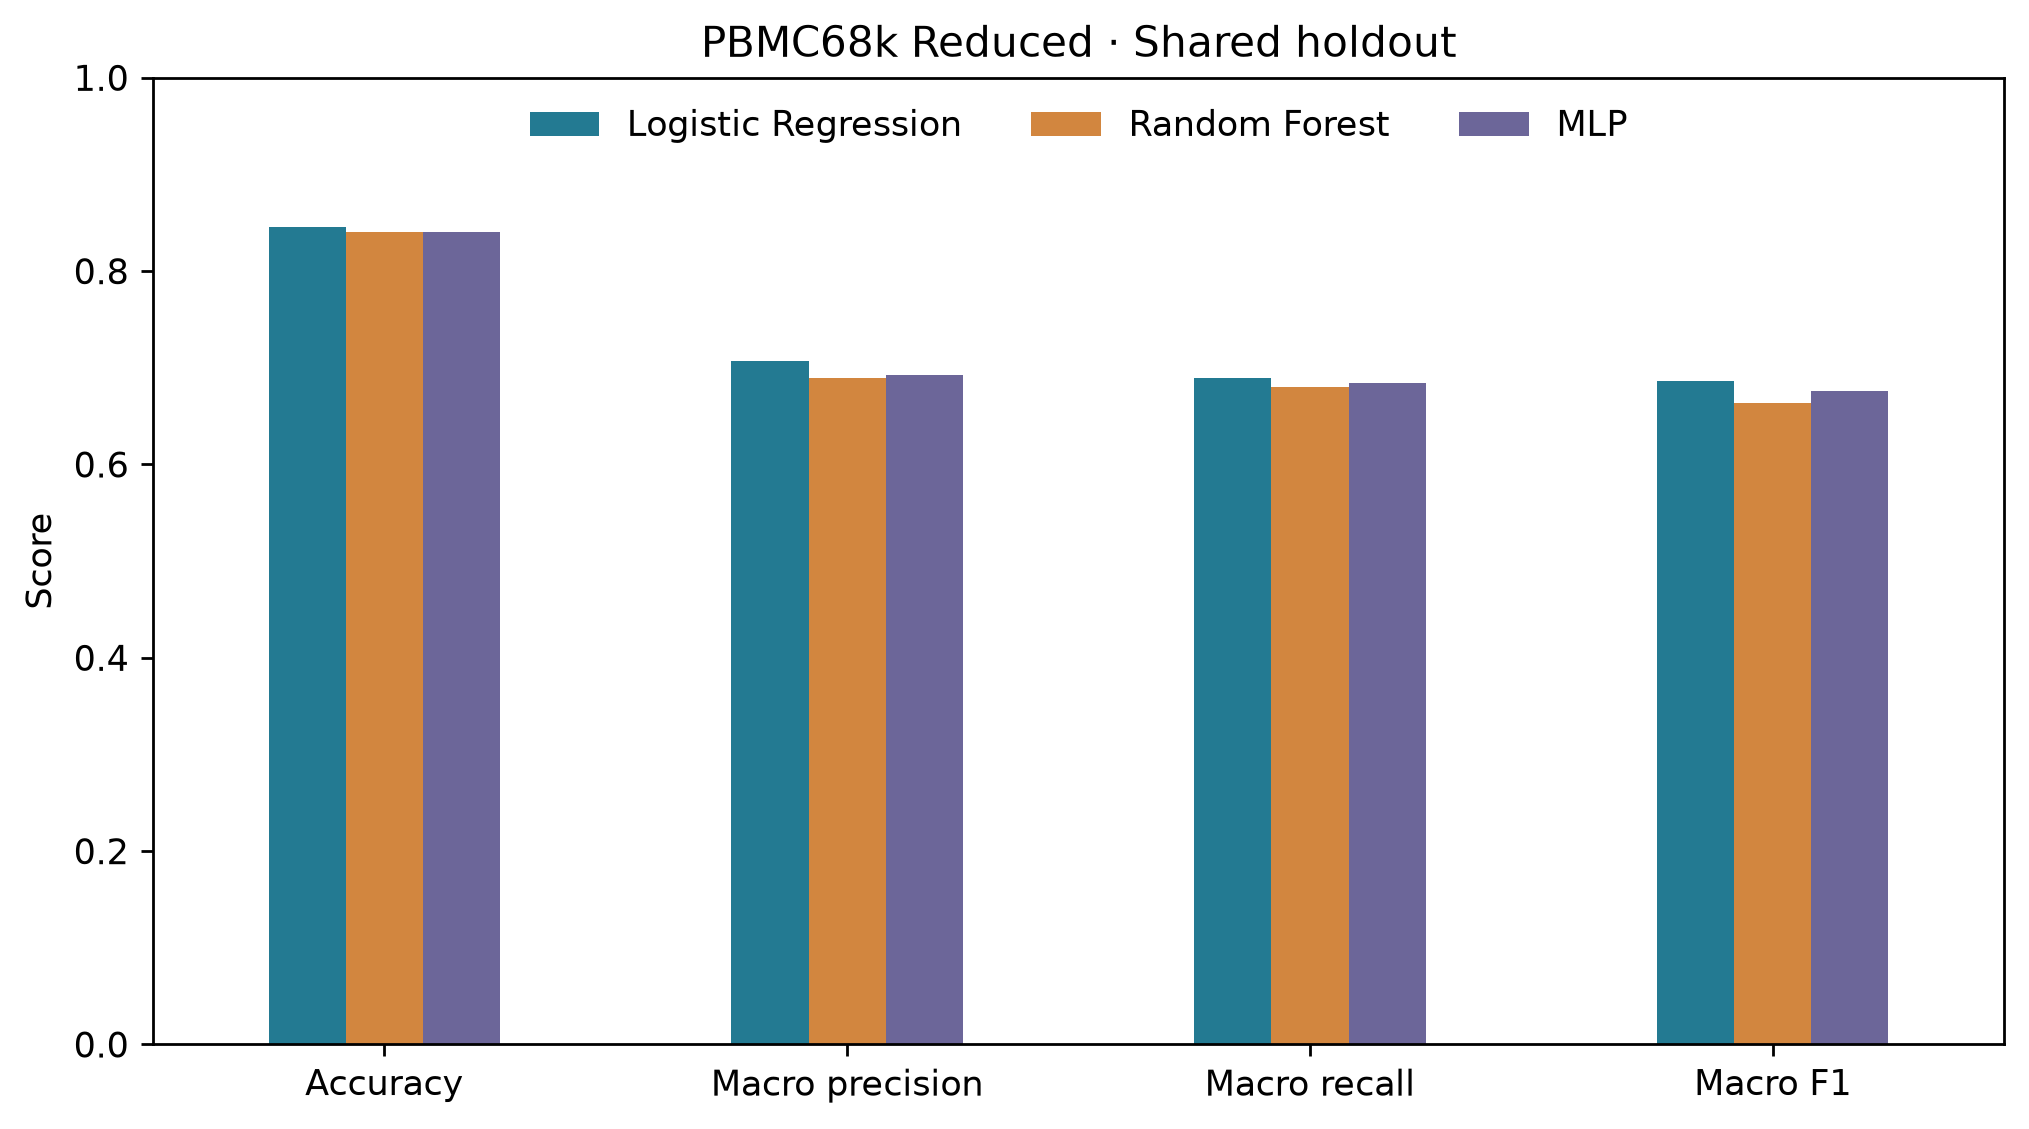 PBMC68k Reduced · Shared holdout
Logistic Regression Random Forest MLP
1.0
0.8
0.6
0.4
0.2
0.0
Score
Accuracy Macro precision Macro recall Macro F1